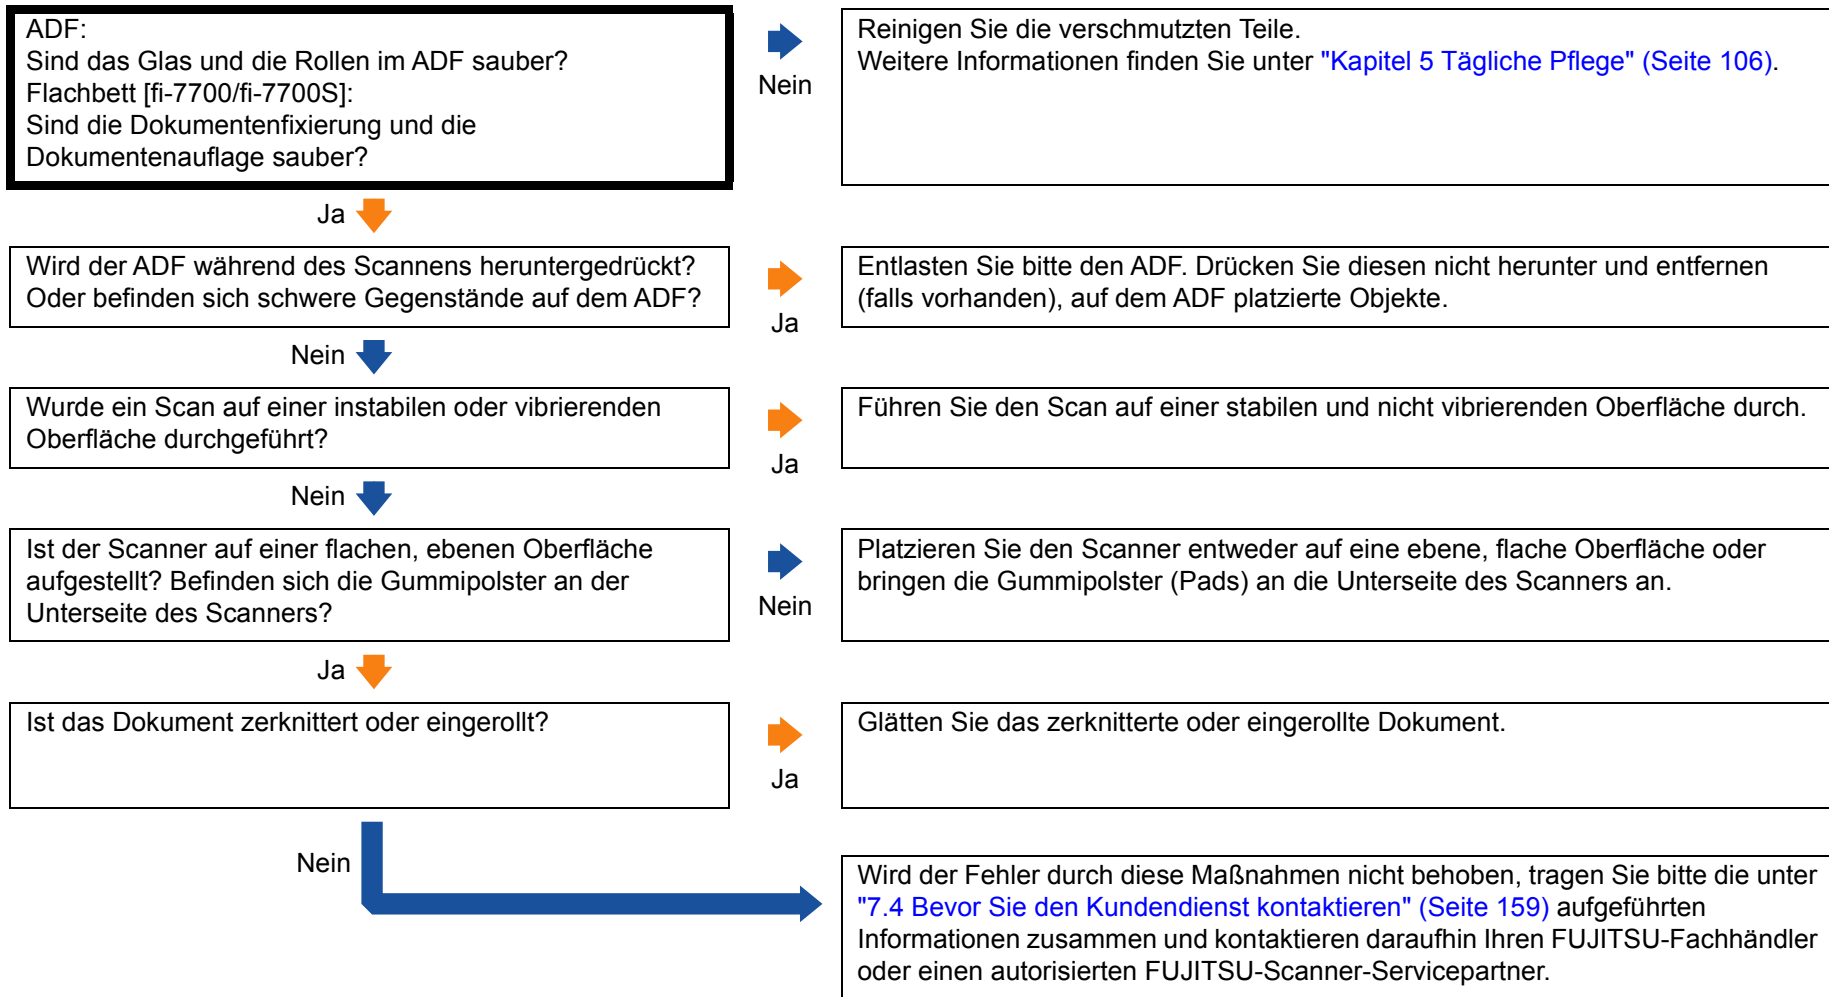 ADF:
Sind das Glas und die Rollen im ADF sauber?
Flachbett [fi-7700/fi-7700S]:
Sind die Dokumentenfixierung und die
Dokumentenauflage sauber?
Nein
Reinigen Sie die verschmutzten Teile.
Weitere Informationen finden Sie unter "Kapitel 5 Tägliche Pflege" (Seite 106).
Ja
Wird der ADF während des Scannens heruntergedrückt?
Oder befinden sich schwere Gegenstände auf dem ADF?
Ja
Entlasten Sie bitte den ADF. Drücken Sie diesen nicht herunter und entfernen
(falls vorhanden), auf dem ADF platzierte Objekte.
Nein
Wurde ein Scan auf einer instabilen oder vibrierenden
Oberfläche durchgeführt?
Ja
Führen Sie den Scan auf einer stabilen und nicht vibrierenden Oberfläche durch.
Nein
Ist der Scanner auf einer flachen, ebenen Oberfläche
aufgestellt? Befinden sich die Gummipolster an der
Unterseite des Scanners?
Nein
Platzieren Sie den Scanner entweder auf eine ebene, flache Oberfläche oder
bringen die Gummipolster (Pads) an die Unterseite des Scanners an.
Ja
Ist das Dokument zerknittert oder eingerollt?
Ja
Glätten Sie das zerknitterte oder eingerollte Dokument.
Nein
Wird der Fehler durch diese Maßnahmen nicht behoben, tragen Sie bitte die unter
"7.4 Bevor Sie den Kundendienst kontaktieren" (Seite 159) aufgeführten
Informationen zusammen und kontaktieren daraufhin Ihren FUJITSU-Fachhändler
oder einen autorisierten FUJITSU-Scanner-Servicepartner.